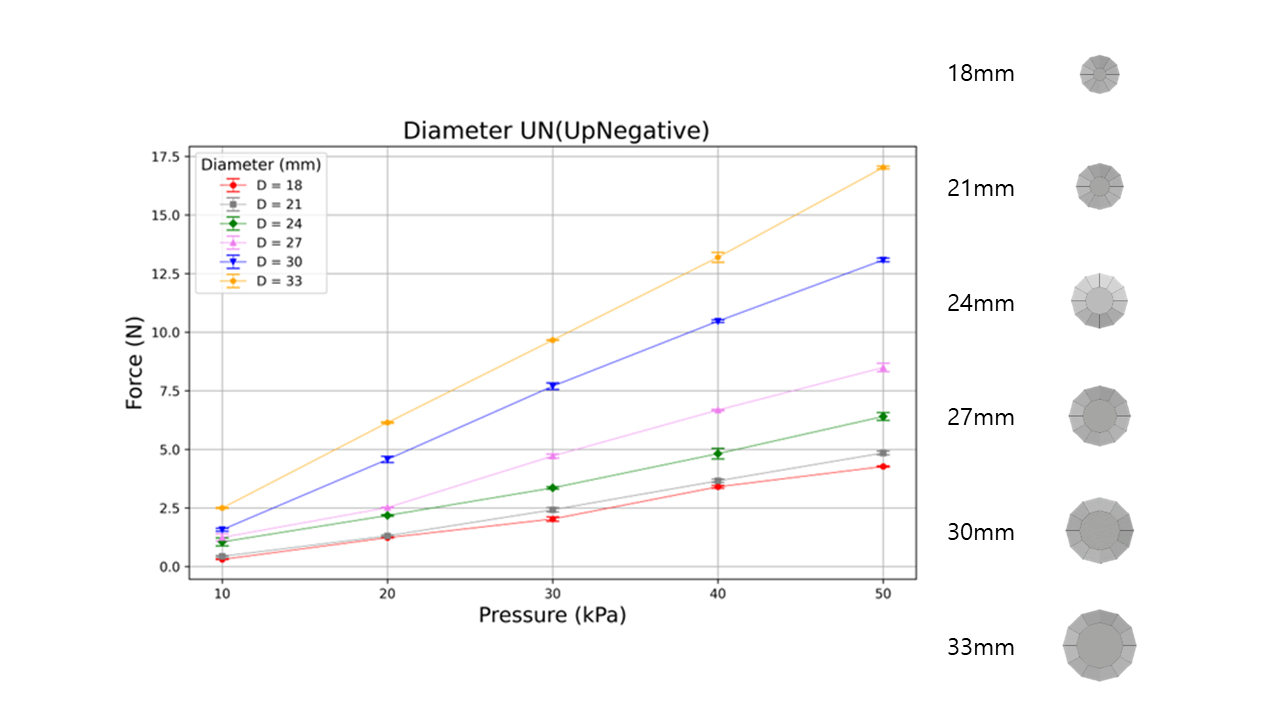 Diameter UN(UpNegative)
Diameter (mm)
D = 18
D = 21
D = 24
D = 27
D = 30
D = 33
17.5
15.0
12.5
10.0
7.5
5.0
2.5
0.0
Force (N)
10 20 30 40 50
Pressure (kPa)
18mm
21mm
24mm
27mm
30mm
33mm